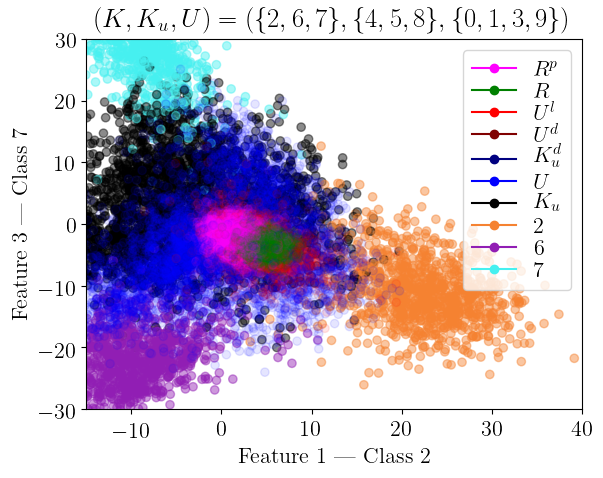 (K, K_u, U) = ({2, 6, 7}, {4, 5, 8}, {0, 1, 3, 9})
30
20
10
0
−10
−20
−30
Feature 3 — Class 7
R^p
R
U^l
U^d
K_u^d
U
K_u
2
6
7
−10
0
10
20
30
40
Feature 1 — Class 2